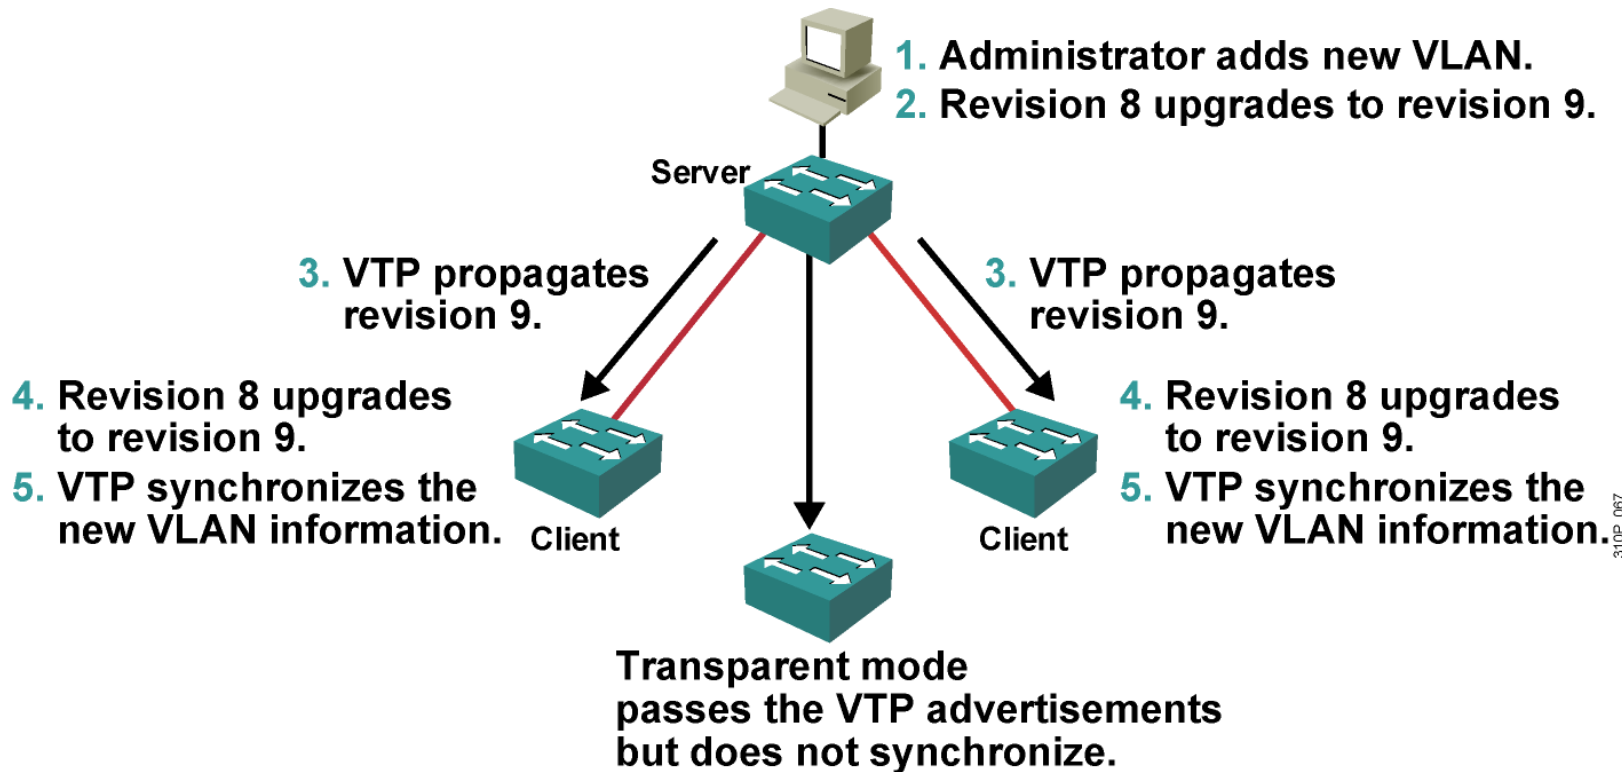 1. Administrator adds new VLAN.
2. Revision 8 upgrades to revision 9.
Server
3. VTP propagates
revision 9.
3. VTP propagates
revision 9.
4. Revision 8 upgrades
to revision 9.
5. VTP synchronizes the
new VLAN information.
Client
4. Revision 8 upgrades
to revision 9.
5. VTP synchronizes the
new VLAN information.
Client
310P_067
Transparent mode
passes the VTP advertisements
but does not synchronize.